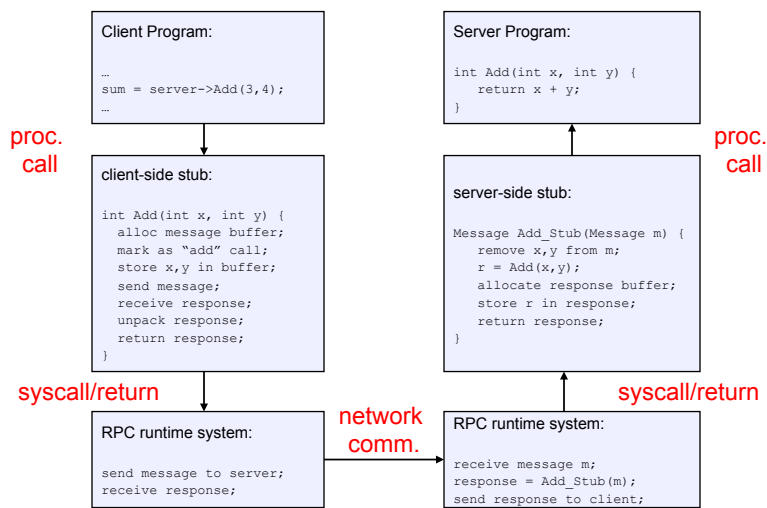 Client Program:
…
sum = server->Add(3,4);
…
proc.
call
client-side stub:
int Add(int x, int y) {
alloc message buffer;
mark as “add” call;
store x,y in buffer;
send message;
receive response;
unpack response;
return response;
}
syscall/return
RPC runtime system:
send message to server;
receive response;
network
comm.
Server Program:
int Add(int x, int y) {
return x + y;
}
proc.
call
server-side stub:
Message Add_Stub(Message m) {
remove x,y from m;
r = Add(x,y);
allocate response buffer;
store r in response;
return response;
}
syscall/return
RPC runtime system:
receive message m;
response = Add_Stub(m);
send response to client;